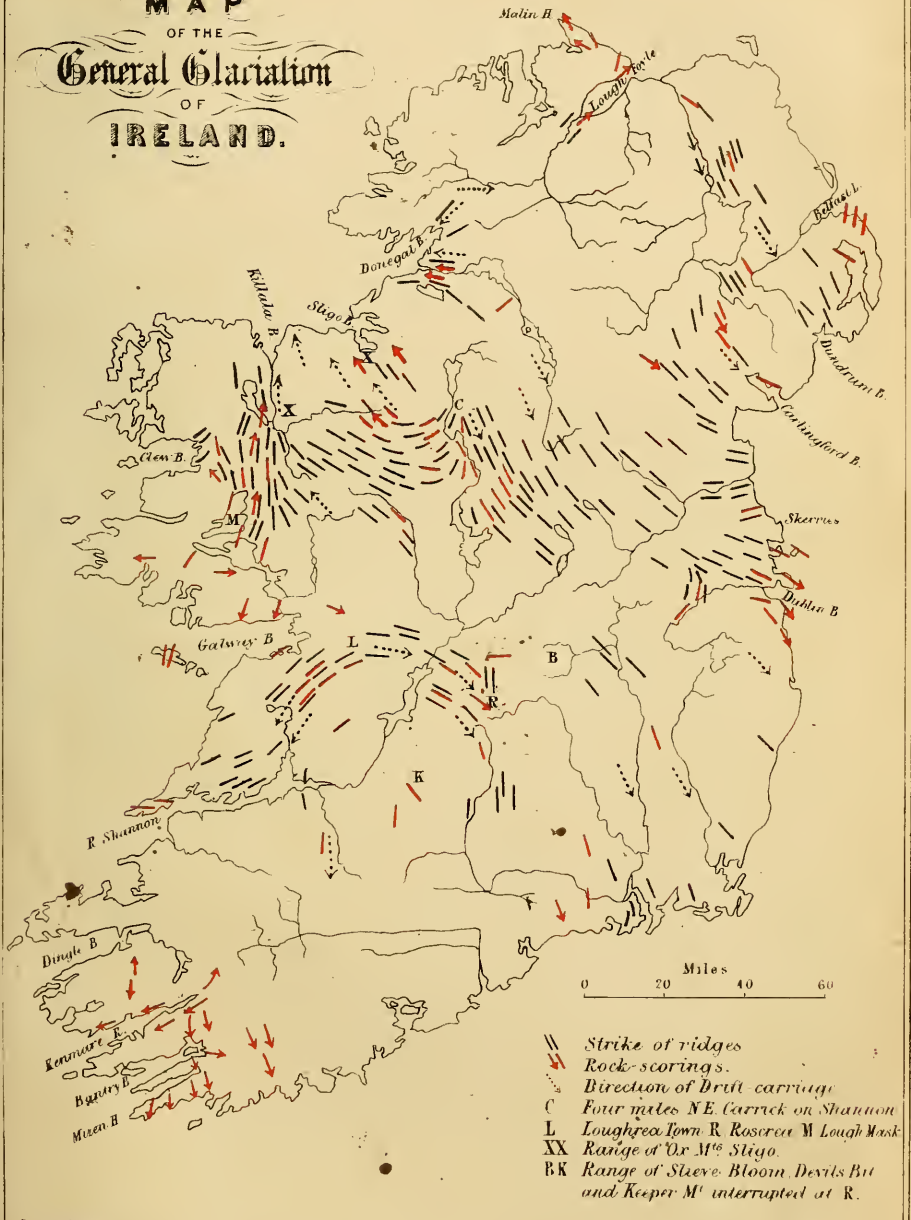 MAP
OF THE
General Glaciation
OF
IRELAND.
Malin H
Lough Foyle
Belfast L.
Donegal B.
Killala B
Sligo B.
X
Dundrum B.
X
C
Carlingford B.
Clew B.
M
Skerries
Dublin B
Galway B
L
B
R
K
R Shannon
Dingle B
Miles
0 20 40 60
Kenmare R.
Bantry B
Mizen H
Strike of ridges
Rock-scorings.
Direction of Drift-carriage
C Four miles N E. Carrick on Shannon
L Loughrea Town R Roscrea M Lough Mask
XX Range of Ox Mts Sligo.
BK Range of Slieve Bloom, Devils Bit
and Keeper Mt interrupted at R.